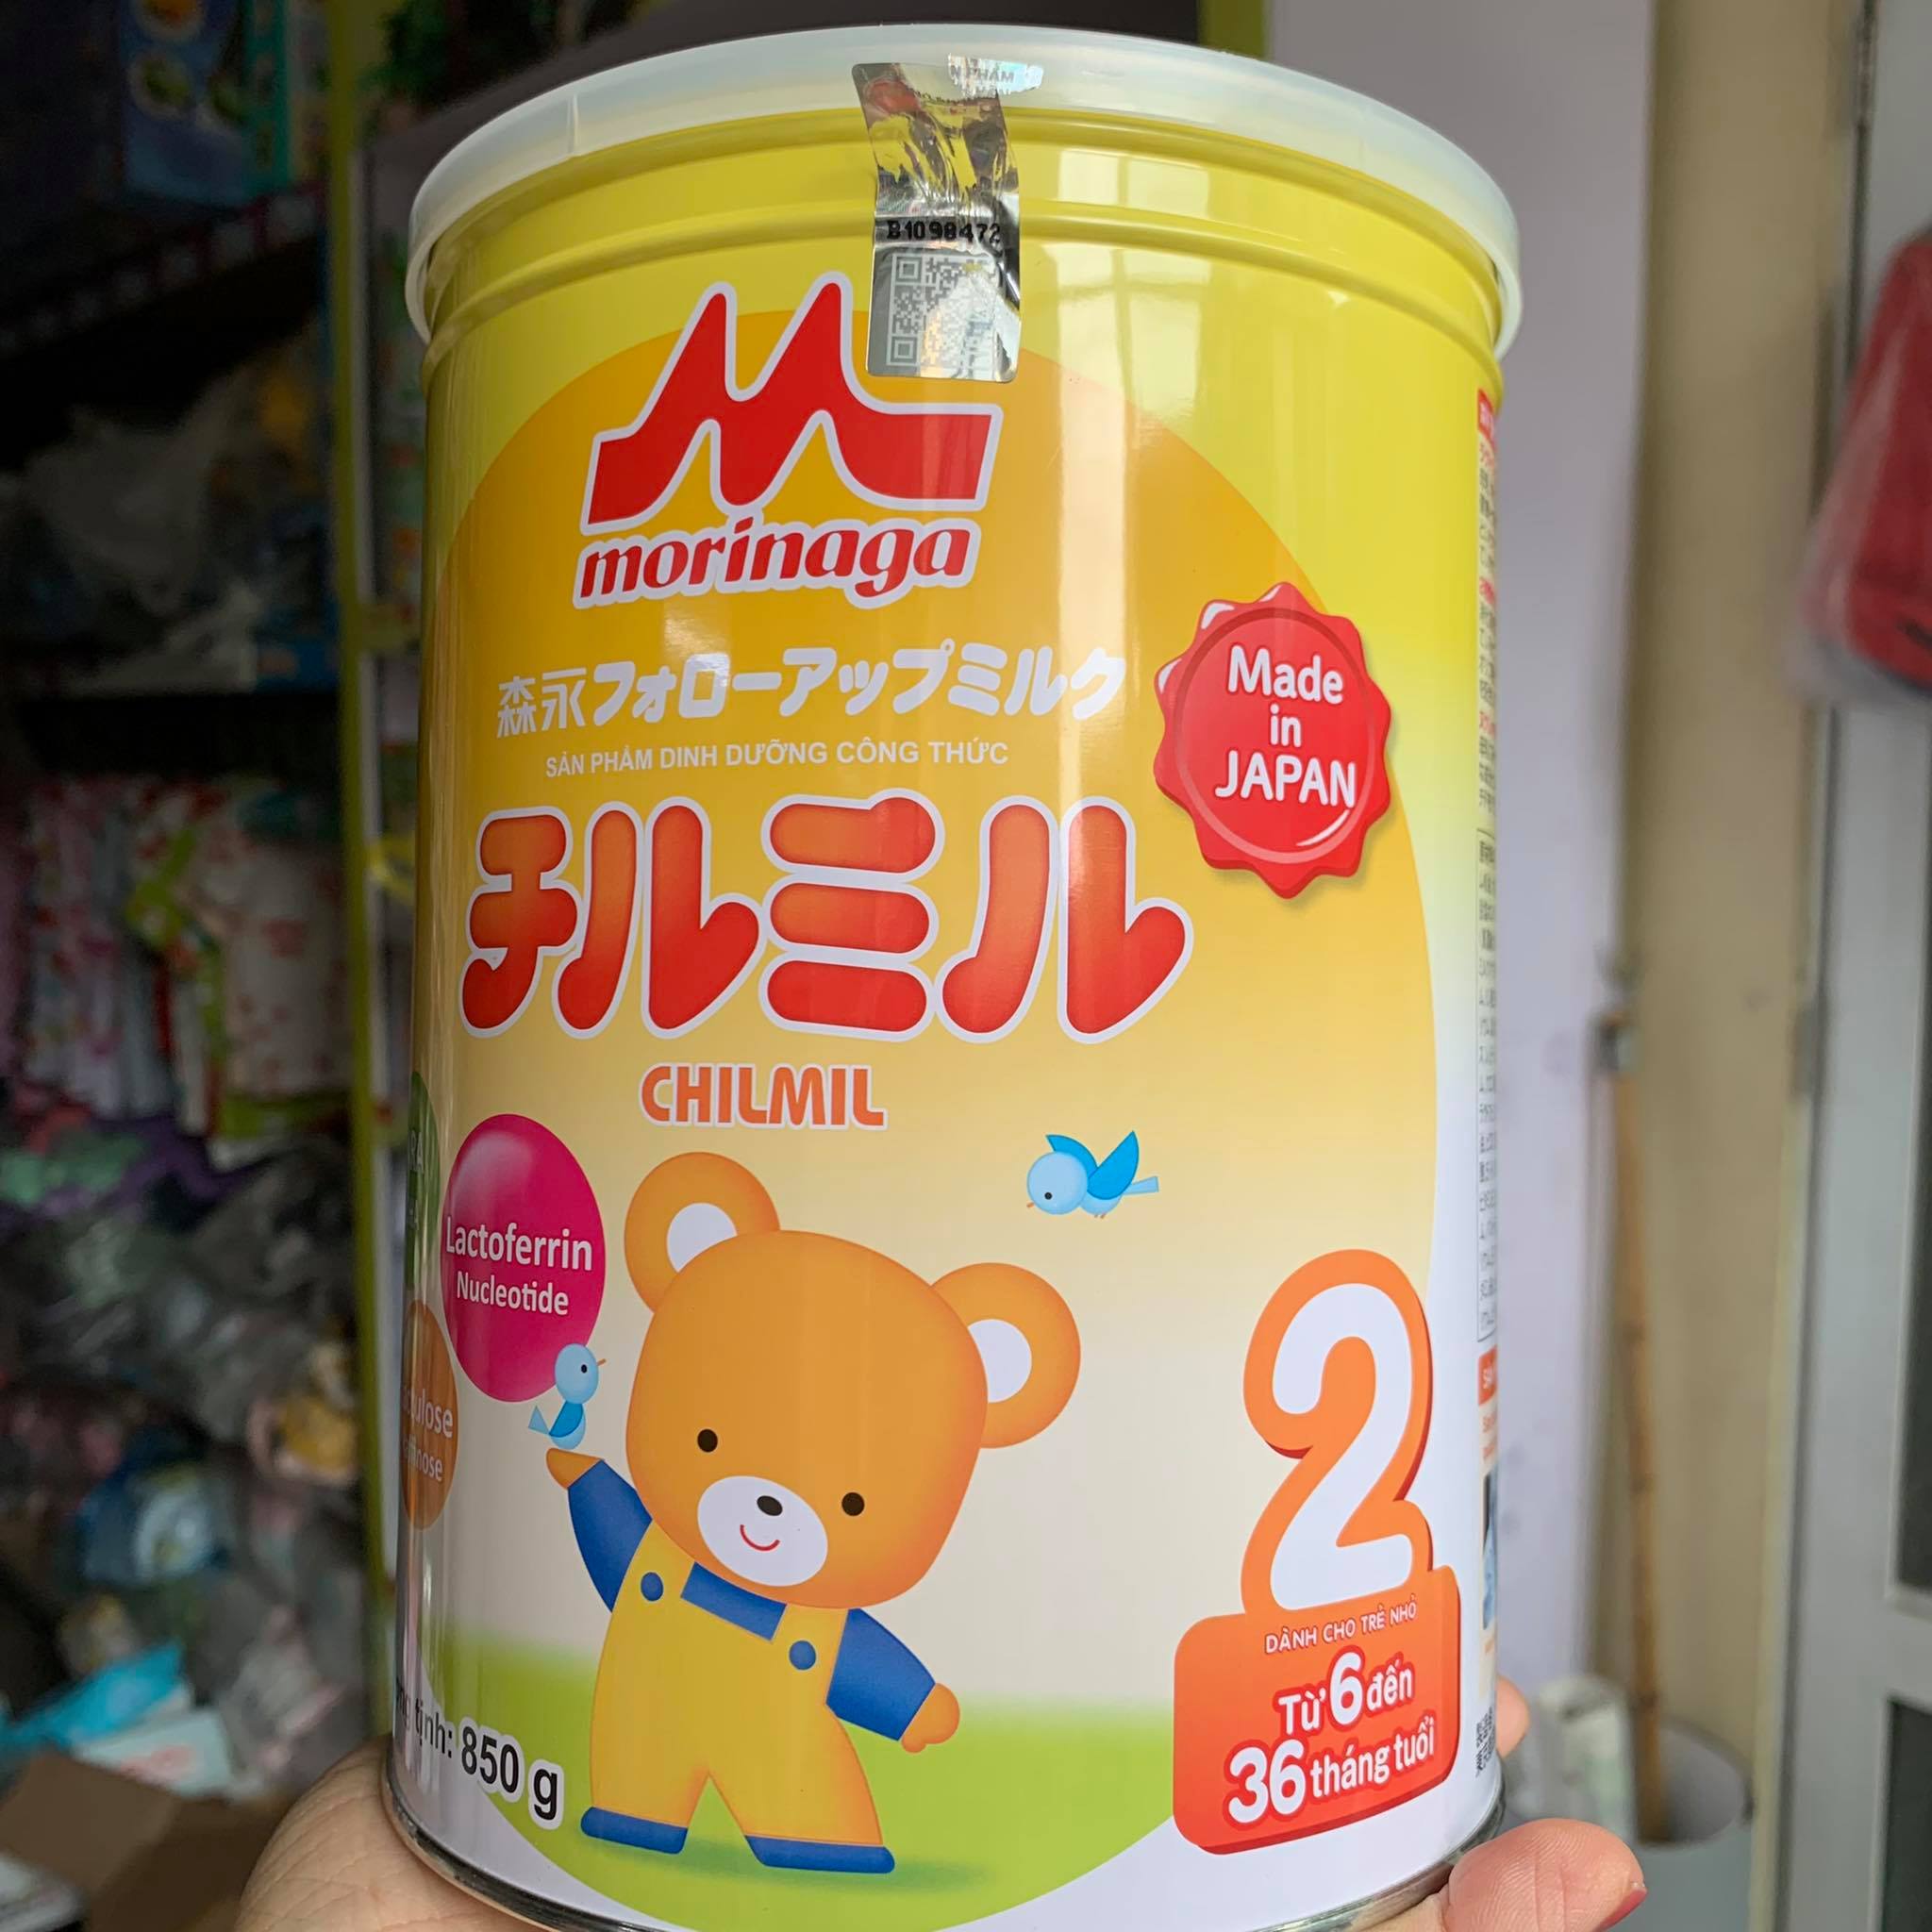 B1098472
morinaga
森永フォローアップミルク
SẢN PHẨM DINH DƯỠNG CÔNG THỨC
チルミル
CHILMIL
Made
in
JAPAN
Lactoferrin
Nucleotide
2
DÀNH CHO TRẺ NHỎ
Từ 6 đến
36 tháng tuổi
tịnh: 850 g